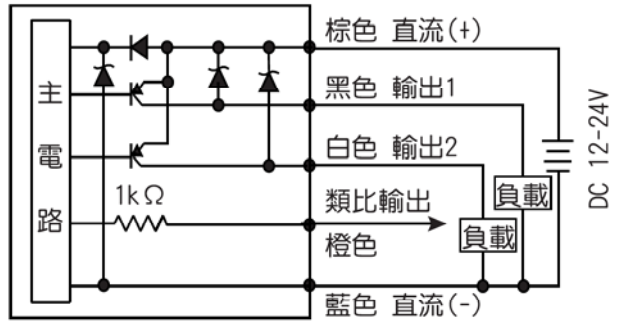 主電路
1kΩ
棕色 直流(+)
黑色 輸出1
白色 輸出2
類比輸出
橙色
藍色 直流(-)
負載
負載
DC 12-24V